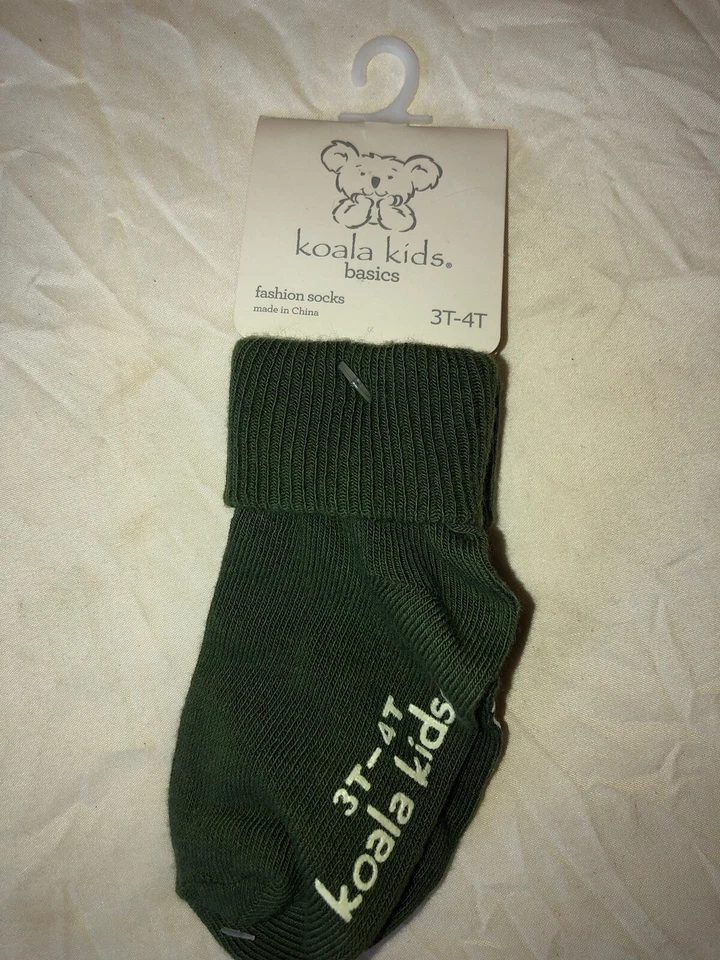 koala kids®
basics
fashion socks
made in China
3T-4T
3T-4T
koala kids